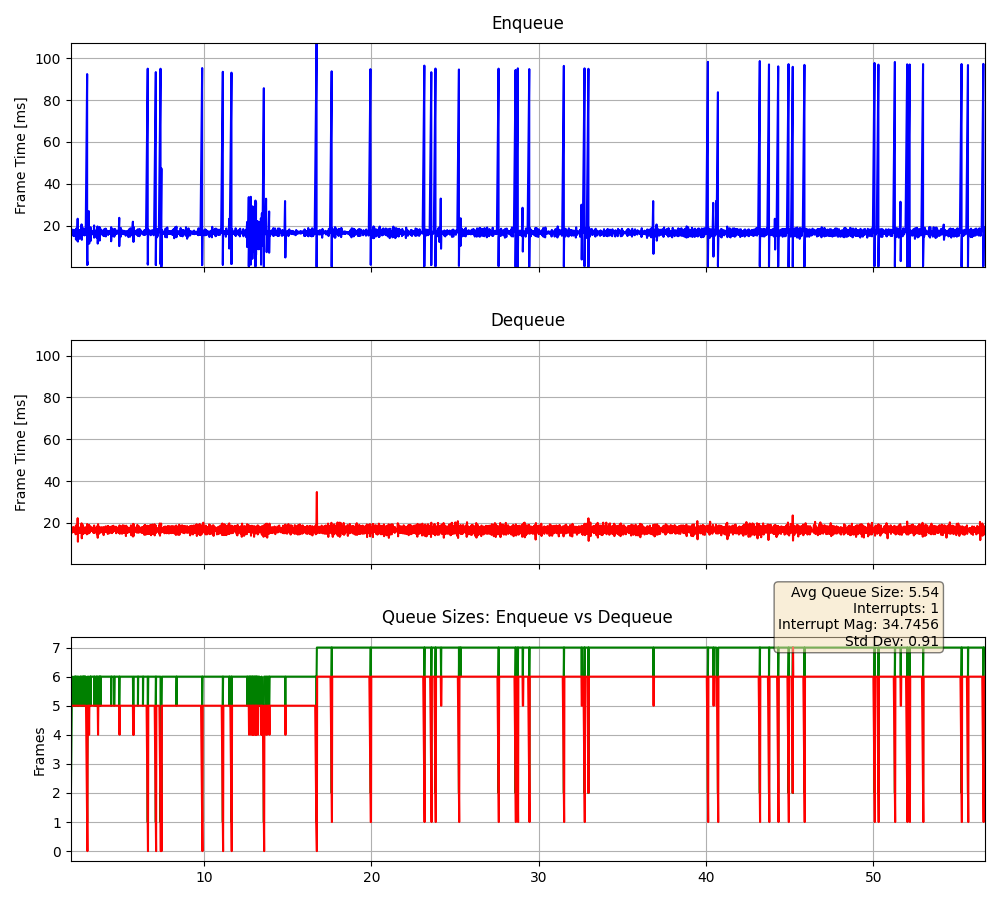 Enqueue
Frame Time [ms]
100
80
60
40
20
Dequeue
Frame Time [ms]
100
80
60
40
20
Avg Queue Size: 5.54
Interrupts: 1
Interrupt Mag: 34.7456
Std Dev: 0.91
Queue Sizes: Enqueue vs Dequeue
Frames
7
6
5
4
3
2
1
0
10 20 30 40 50